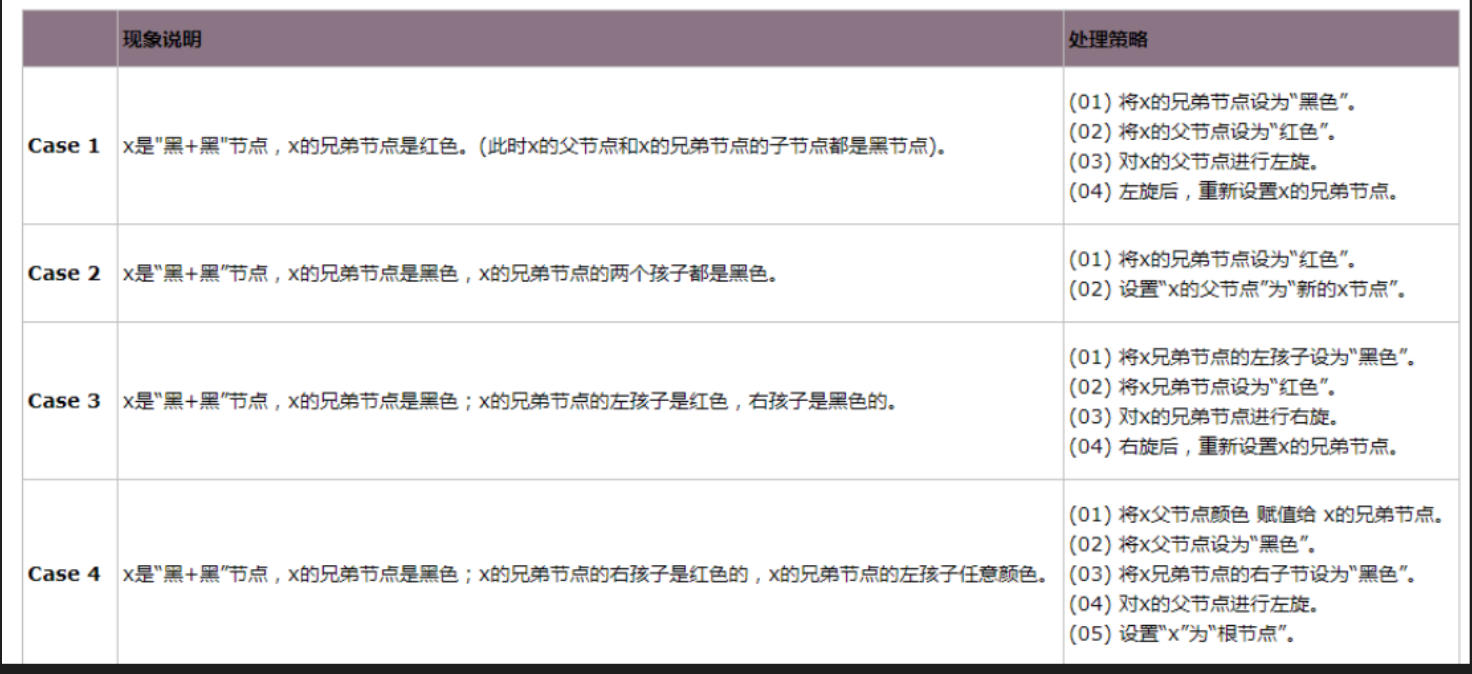 现象说明 处理策略
Case 1 x是"黑+黑"节点，x的兄弟节点是红色。(此时x的父节点和x的兄弟节点的子节点都是黑节点)。
(01) 将x的兄弟节点设为“黑色”。
(02) 将x的父节点设为“红色”。
(03) 对x的父节点进行左旋。
(04) 左旋后，重新设置x的兄弟节点。
Case 2 x是“黑+黑”节点，x的兄弟节点是黑色，x的兄弟节点的两个孩子都是黑色。
(01) 将x的兄弟节点设为“红色”。
(02) 设置“x的父节点”为“新的x节点”。
Case 3 x是“黑+黑”节点，x的兄弟节点是黑色；x的兄弟节点的左孩子是红色，右孩子是黑色的。
(01) 将x兄弟节点的左孩子设为“黑色”。
(02) 将x兄弟节点设为“红色”。
(03) 对x的兄弟节点进行右旋。
(04) 右旋后，重新设置x的兄弟节点。
Case 4 x是“黑+黑”节点，x的兄弟节点是黑色；x的兄弟节点的右孩子是红色的，x的兄弟节点的左孩子任意颜色。
(01) 将x父节点颜色 赋值给 x的兄弟节点。
(02) 将x父节点设为“黑色”。
(03) 将x兄弟节点的右子节设为“黑色”。
(04) 对x的父节点进行左旋。
(05) 设置“x”为“根节点”。